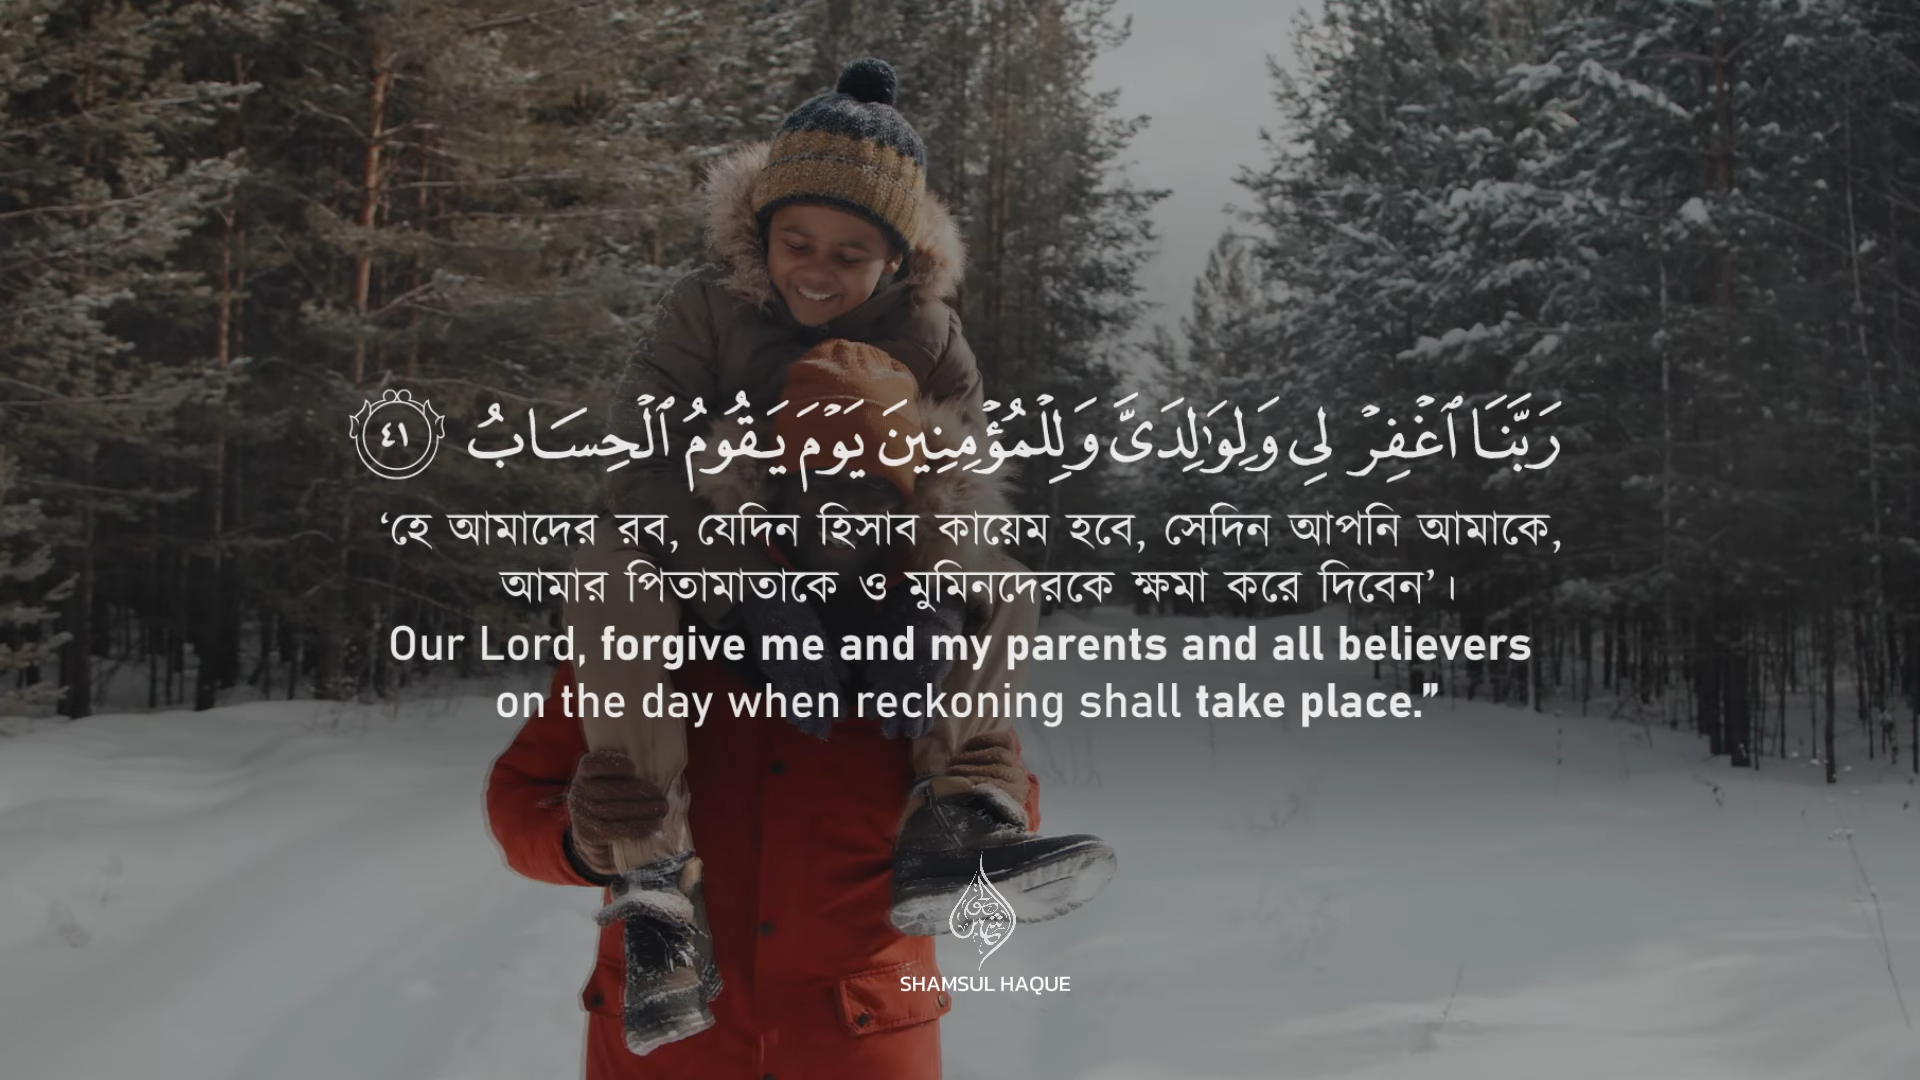 رَبَّنَا ٱغْفِرْ لِى وَلِوَٰلِدَىَّ وَلِلْمُؤْمِنِينَ يَوْمَ يَقُومُ ٱلْحِسَابُ ٤١
‘হে আমাদের রব, যেদিন হিসাব কায়েম হবে, সেদিন আপনি আমাকে,
আমার পিতামাতাকে ও মুমিনদেরকে ক্ষমা করে দিবেন’।
Our Lord, forgive me and my parents and all believers
on the day when reckoning shall take place.”
SHAMSUL HAQUE